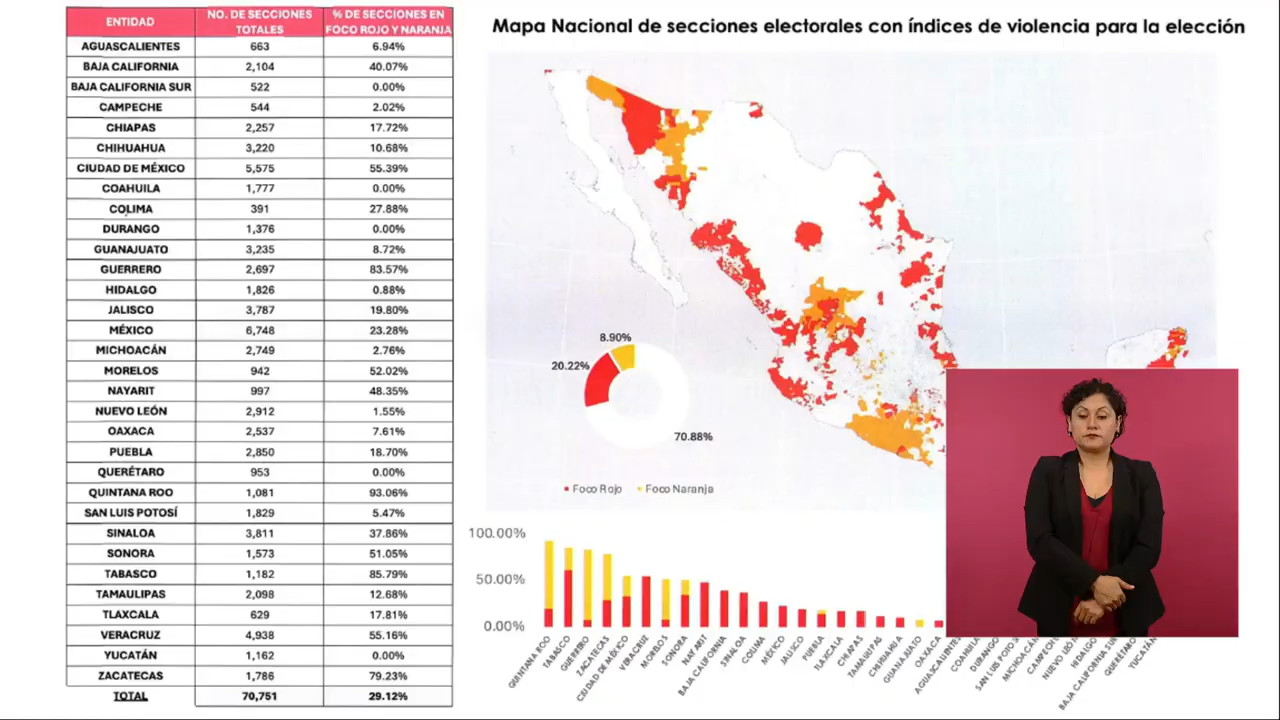 ENTIDAD NO. DE SECCIONES TOTALES % DE SECCIONES EN FOCO ROJO Y NARANJA
AGUASCALIENTES 663 6.94%
BAJA CALIFORNIA 2,104 40.07%
BAJA CALIFORNIA SUR 522 0.00%
CAMPECHE 544 2.02%
CHIAPAS 2,257 17.72%
CHIHUAHUA 3,220 10.68%
CIUDAD DE MÉXICO 5,575 55.39%
COAHUILA 1,777 0.00%
COLIMA 391 27.88%
DURANGO 1,376 0.00%
GUANAJUATO 3,235 8.72%
GUERRERO 2,697 83.57%
HIDALGO 1,826 0.88%
JALISCO 3,787 19.80%
MÉXICO 6,748 23.28%
MICHOACÁN 2,749 2.76%
MORELOS 942 52.02%
NAYARIT 997 48.35%
NUEVO LEÓN 2,912 1.55%
OAXACA 2,537 7.61%
PUEBLA 2,850 18.70%
QUERÉTARO 953 0.00%
QUINTANA ROO 1,081 93.06%
SAN LUIS POTOSÍ 1,829 5.47%
SINALOA 3,811 37.86%
SONORA 1,573 51.05%
TABASCO 1,182 85.79%
TAMAULIPAS 2,098 12.68%
TLAXCALA 629 17.81%
VERACRUZ 4,938 55.16%
YUCATÁN 1,162 0.00%
ZACATECAS 1,786 79.23%
TOTAL 70,751 29.12%
Mapa Nacional de secciones electorales con índices de violencia para la elección
8.90%
20.22%
70.88%
Foco Rojo Foco Naranja
100.00%
50.00%
0.00%
QUINTANA ROO
TABASCO
GUERRERO
ZACATECAS
CIUDAD DE MÉXICO
VERACRUZ
MORELOS
SONORA
NAYARIT
BAJA CALIFORNIA
SINALOA
COLIMA
MÉXICO
JALISCO
PUEBLA
TLAXCALA
CHIAPAS
TAMAULIPAS
CHIHUAHUA
GUANAJUATO
OAXACA
AGUASCALIENTES
COAHUILA
DURANGO
SAN LUIS POTOS
MICHOACÁN
CAMPECHE
NUEVO LEÓN
HIDALGO
BAJA CALIFORNIA SUR
QUERÉTARO
YUCATÁN